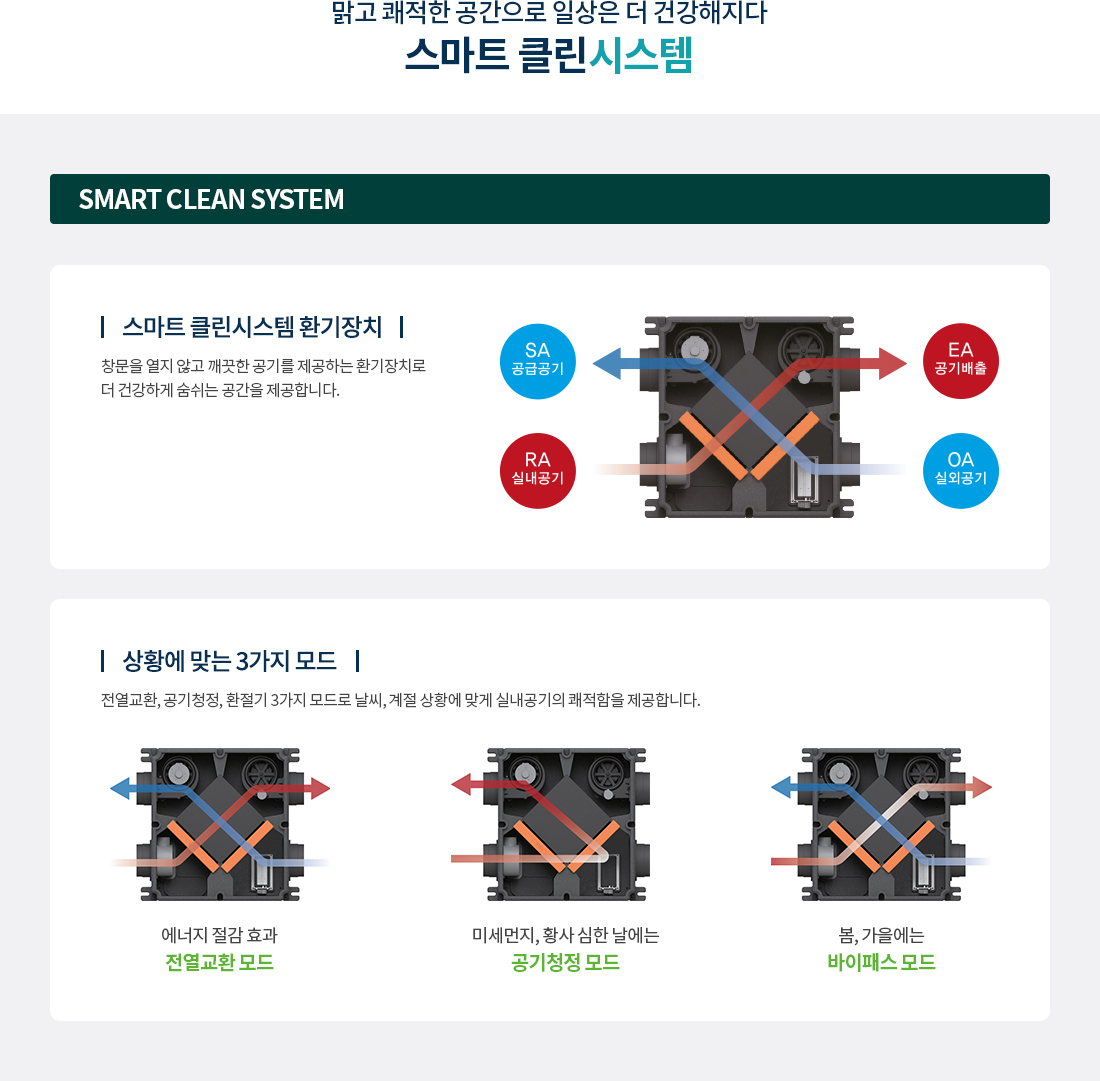 맑고 쾌적한 공간으로 일상은 더 건강해지다
스마트 클린시스템
SMART CLEAN SYSTEM
스마트 클린시스템 환기장치
창문을 열지 않고 깨끗한 공기를 제공하는 환기장치로
더 건강하게 숨쉬는 공간을 제공합니다.
SA
공급공기
EA
공기배출
RA
실내공기
OA
실외공기
상황에 맞는 3가지 모드
전열교환, 공기청정, 환절기 3가지 모드로 날씨, 계절 상황에 맞게 실내공기의 쾌적함을 제공합니다.
에너지 절감 효과
전열교환 모드
미세먼지, 황사 심한 날에는
공기청정 모드
봄, 가을에는
바이패스 모드